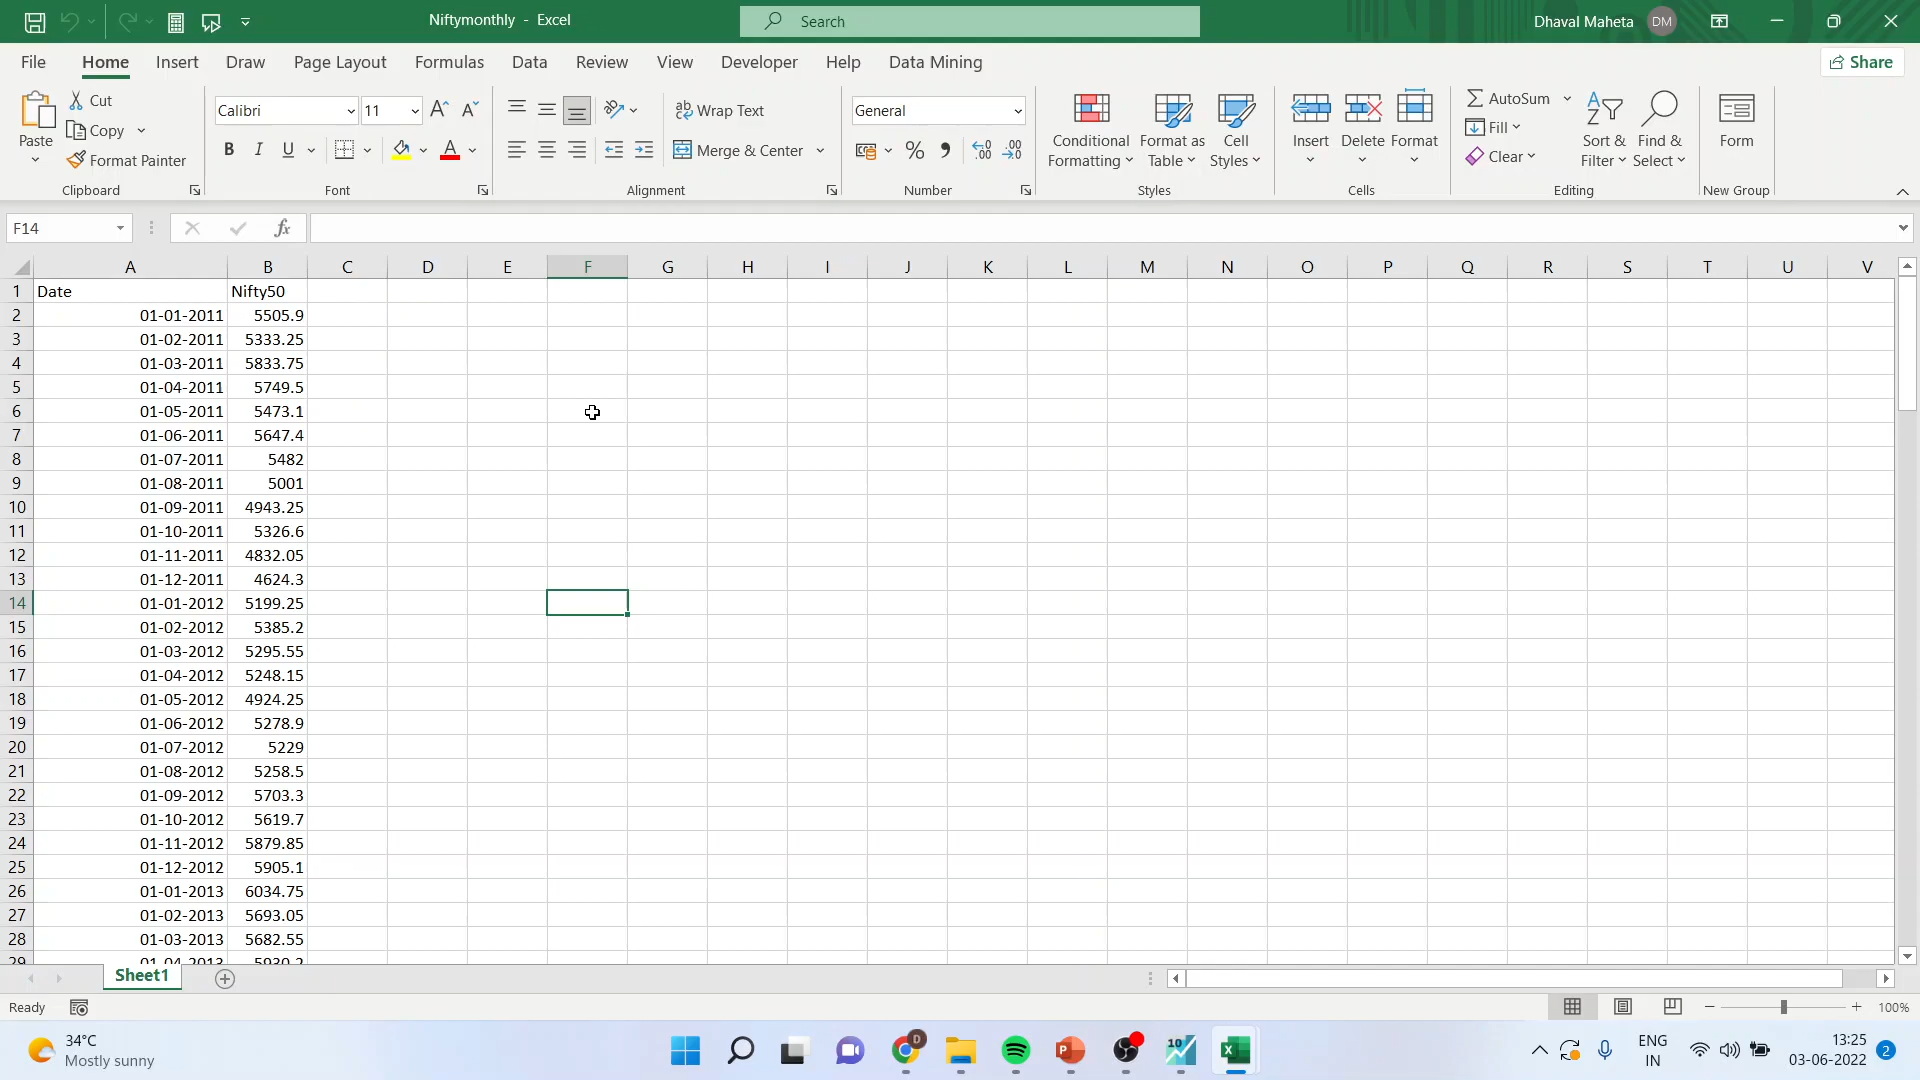 Niftymonthly - Excel
Search
Dhaval Maheta DM
File Home Insert Draw Page Layout Formulas Data Review View Developer Help Data Mining Share
Paste
Cut
Copy
Format Painter
Clipboard
Calibri 11
B I U
Font
Wrap Text
Merge & Center
Alignment
General
Number
Conditional Formatting
Format as Table
Cell Styles
Styles
Insert Delete Format
Cells
AutoSum
Fill
Clear
Sort & Filter
Find & Select
Editing
Form
New Group
F14 fx
A B C D E F G H I J K L M N O P Q R S T U V
1 Date Nifty50
2 01-01-2011 5505.9
3 01-02-2011 5333.25
4 01-03-2011 5833.75
5 01-04-2011 5749.5
6 01-05-2011 5473.1
7 01-06-2011 5647.4
8 01-07-2011 5482
9 01-08-2011 5001
10 01-09-2011 4943.25
11 01-10-2011 5326.6
12 01-11-2011 4832.05
13 01-12-2011 4624.3
14 01-01-2012 5199.25
15 01-02-2012 5385.2
16 01-03-2012 5295.55
17 01-04-2012 5248.15
18 01-05-2012 4924.25
19 01-06-2012 5278.9
20 01-07-2012 5229
21 01-08-2012 5258.5
22 01-09-2012 5703.3
23 01-10-2012 5619.7
24 01-11-2012 5879.85
25 01-12-2012 5905.1
26 01-01-2013 6034.75
27 01-02-2013 5693.05
28 01-03-2013 5682.55
29 01-04-2013 5930.2
Sheet1
Ready
100%
34°C
Mostly sunny
ENG
IN
13:25
03-06-2022
2